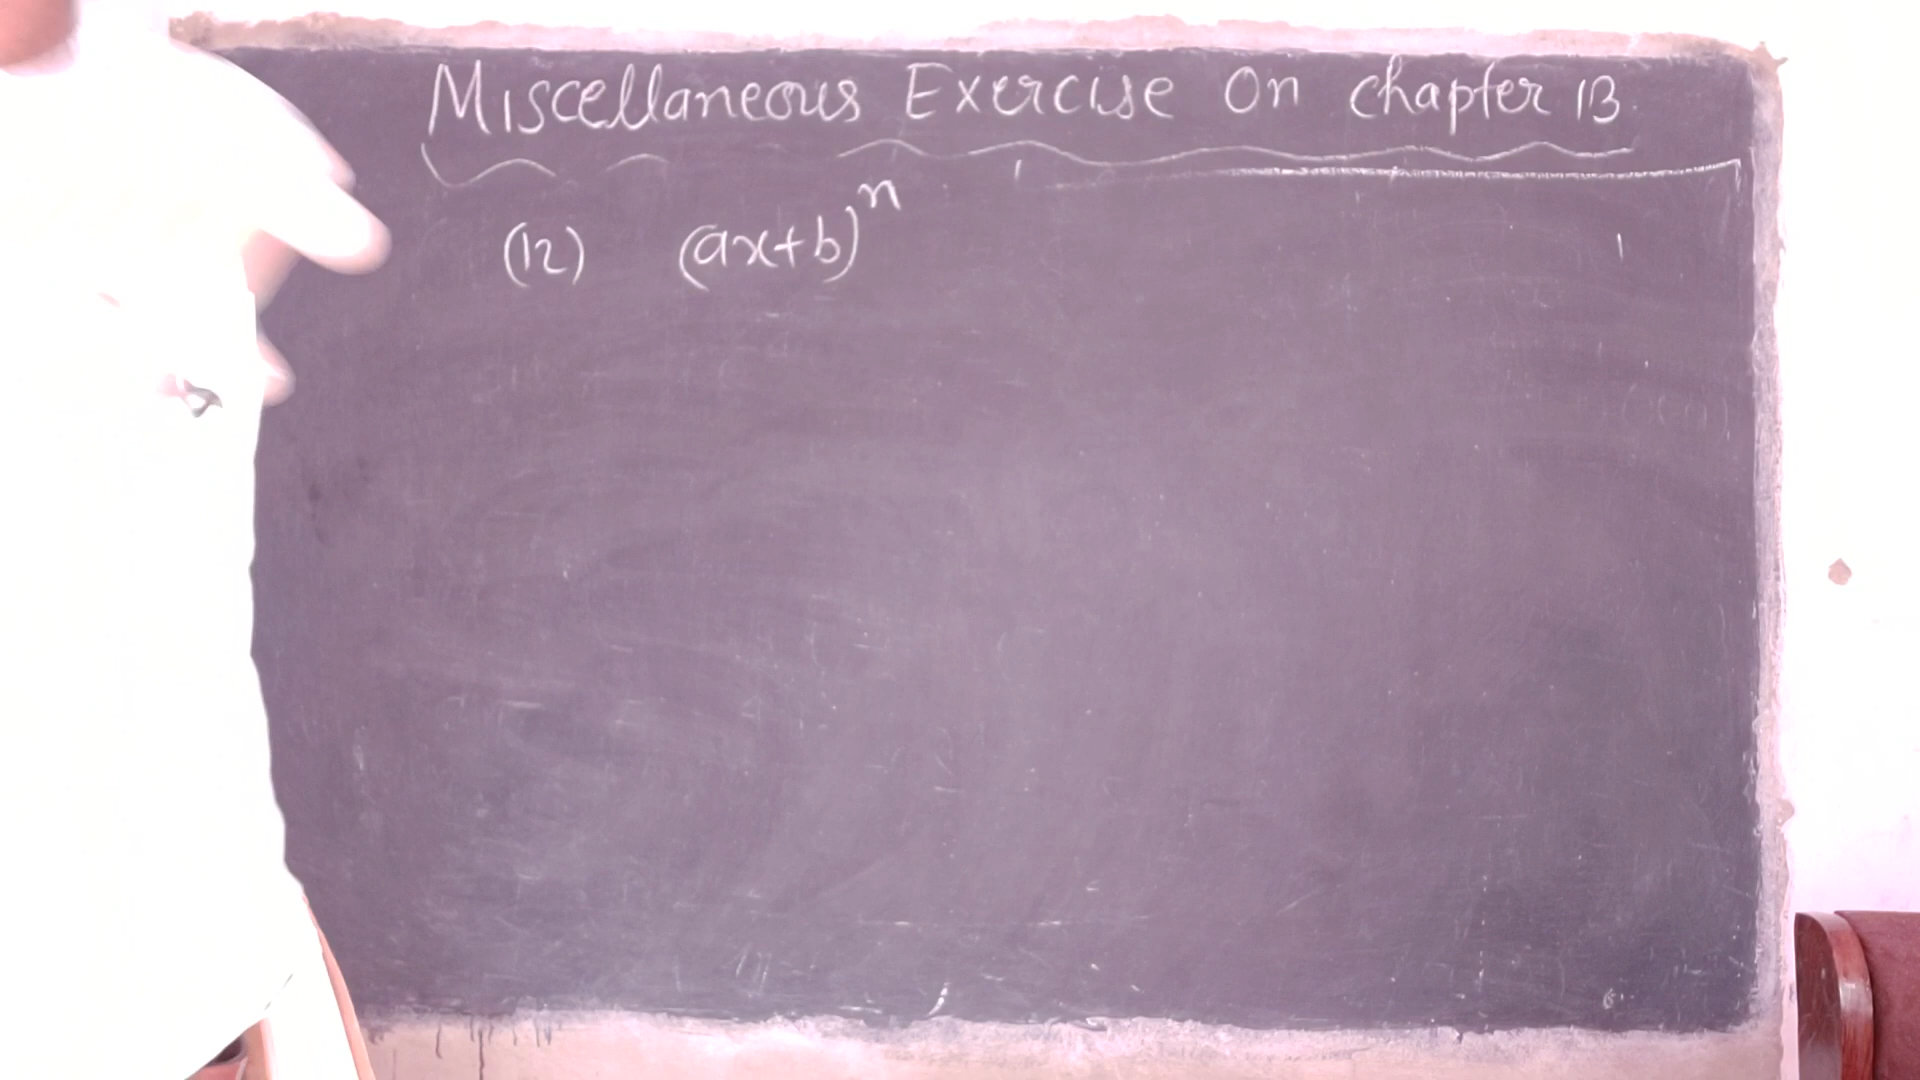 Miscellaneous Exercise On chapter 13.
(12) (ax+b)^n